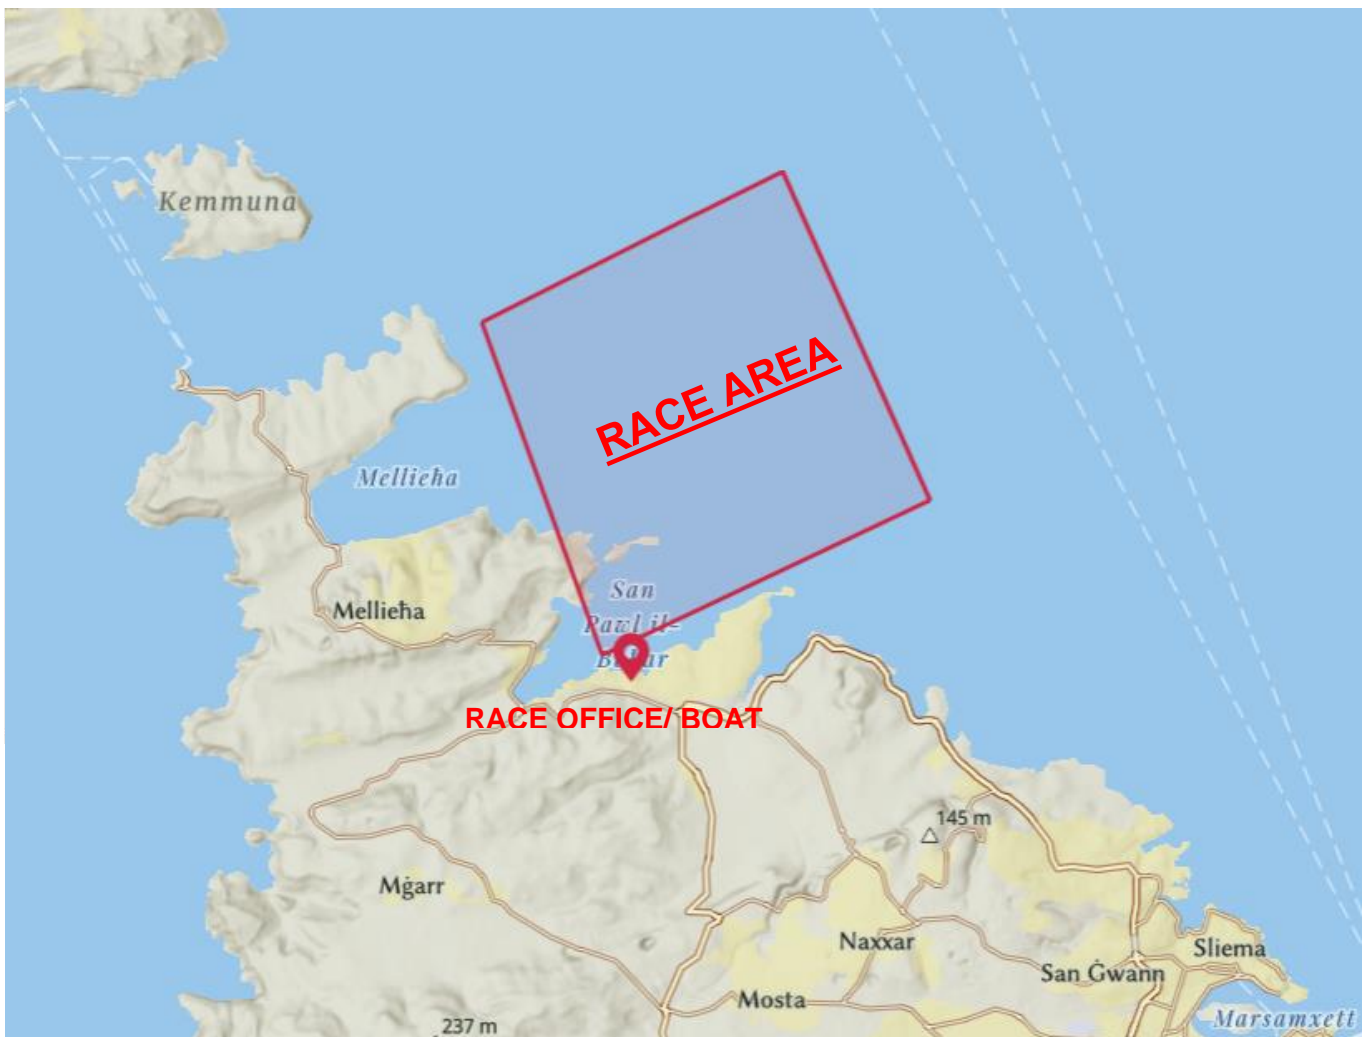 Kemmuna
RACE AREA
Mellieħa
San
Pawl il-
Mellieħa
RACE OFFICE/ BOAT
145 m
Mġarr
Naxxar
Sliema
San Ġwann
Mosta
Marsamxett
237 m